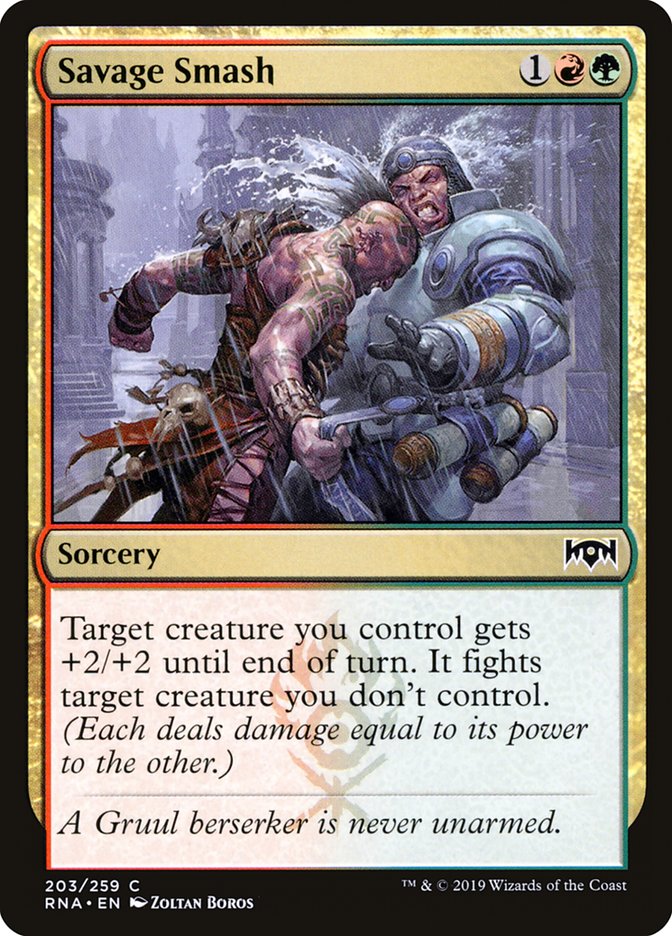 Savage Smash 1
Sorcery
Target creature you control gets
+2/+2 until end of turn. It fights
target creature you don't control.
(Each deals damage equal to its power
to the other.)
A Gruul berserker is never unarmed.
203/259 C
RNA • EN Zoltan Boros
™ & © 2019 Wizards of the Coast